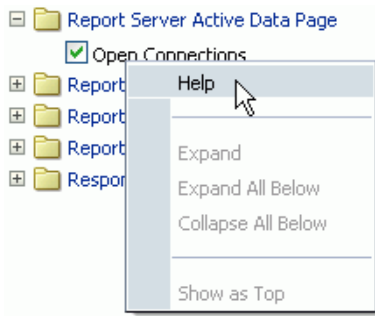 Report Server Active Data Page
Open Connections
Report
Report
Report
Respor
Help
Expand
Expand All Below
Collapse All Below
Show as Top